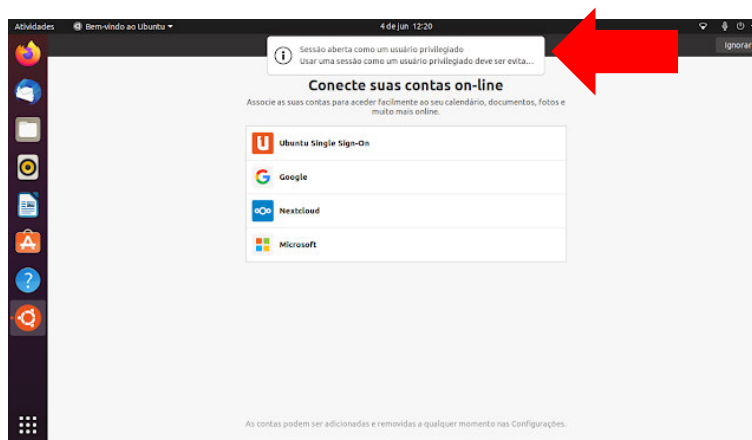 Atividades
Bem-vindo ao Ubuntu
4 de jun 12:20
Ignorar
Sessão aberta como um usuário privilegiado
Usar uma sessão como um usuário privilegiado deve ser evita...
Conecte suas contas on-line
Associe as suas contas para aceder facilmente ao seu calendário, documentos, fotos e
muito mais online.
Ubuntu Single Sign-On
Google
Nextcloud
Microsoft
As contas podem ser adicionadas e removidas a qualquer momento nas Configurações.